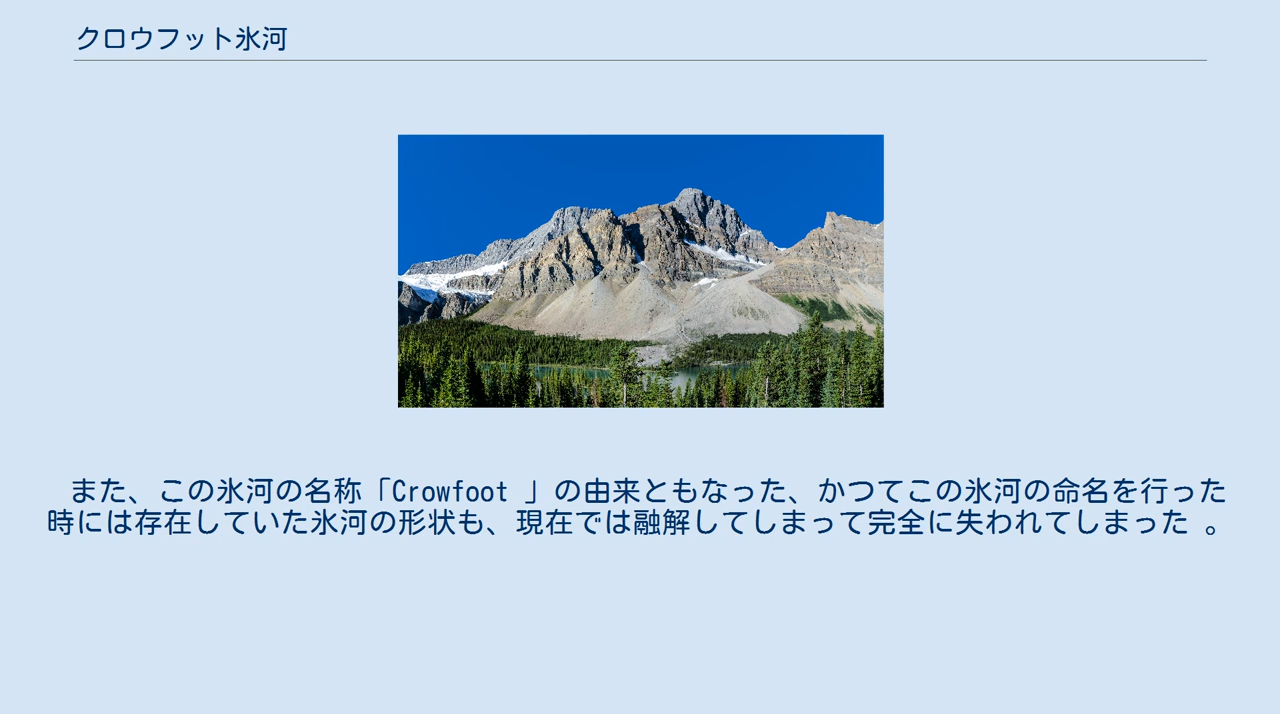 クロウフット氷河
また、この氷河の名称「Crowfoot 」の由来ともなった、かつてこの氷河の命名を行った
時には存在していた氷河の形状も、現在では融解してしまって完全に失われてしまった 。